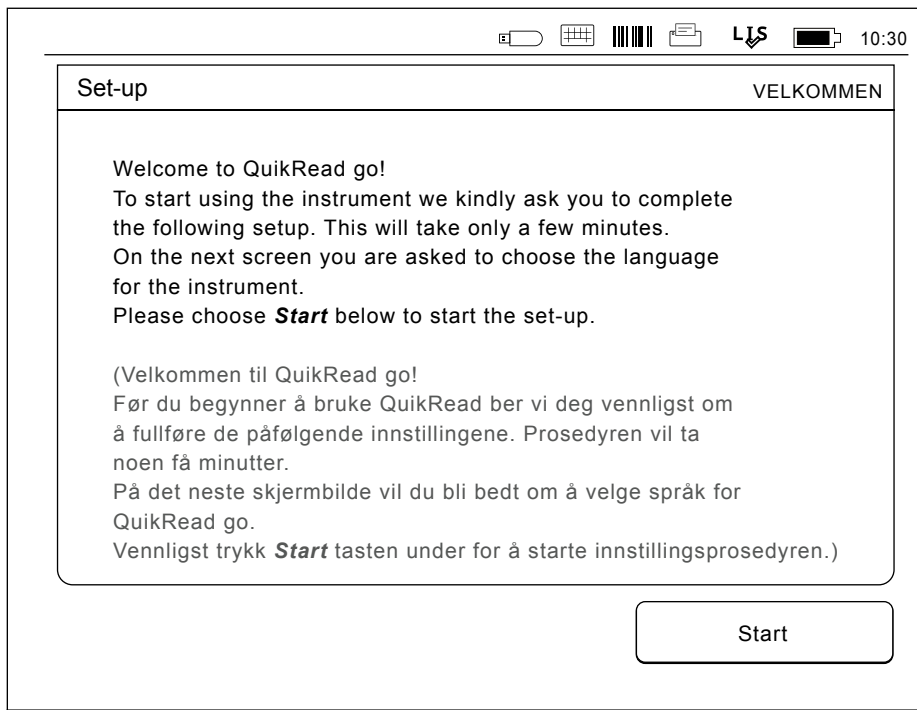 LIS 10:30
Set-up VELKOMMEN
Welcome to QuikRead go!
To start using the instrument we kindly ask you to complete
the following setup. This will take only a few minutes.
On the next screen you are asked to choose the language
for the instrument.
Please choose Start below to start the set-up.
(Velkommen til QuikRead go!
Før du begynner å bruke QuikRead ber vi deg vennligst om
å fullføre de påfølgende innstillingene. Prosedyren vil ta
noen få minutter.
På det neste skjermbilde vil du bli bedt om å velge språk for
QuikRead go.
Vennligst trykk Start tasten under for å starte innstillingsprosedyren.)
Start